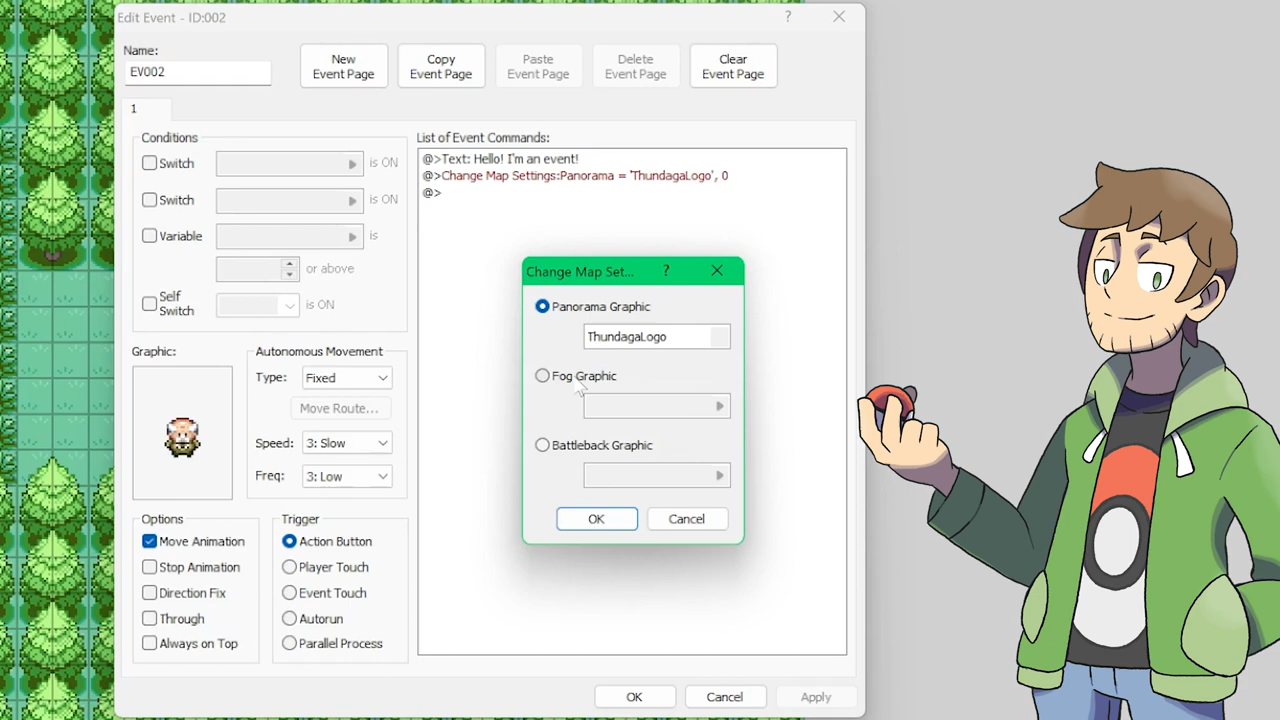 Edit Event - ID:002
?
Name:
EV002
New Event Page
Copy Event Page
Paste Event Page
Delete Event Page
Clear Event Page
1
Conditions
Switch
is ON
Switch
is ON
Variable
is
or above
Self Switch
is ON
Graphic:
Autonomous Movement
Type:
Fixed
Move Route...
Speed:
3: Slow
Freq:
3: Low
Options
Move Animation
Stop Animation
Direction Fix
Through
Always on Top
Trigger
Action Button
Player Touch
Event Touch
Autorun
Parallel Process
List of Event Commands:
@>Text: Hello! I'm an event!
@>Change Map Settings:Panorama = 'ThundagaLogo', 0
@>
Change Map Set...
?
Panorama Graphic
ThundagaLogo
Fog Graphic
Battleback Graphic
OK
Cancel
OK
Cancel
Apply